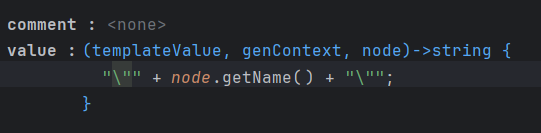 comment : <none>
value : (templateValue, genContext, node)->string {
"\"" + node.getName() + "\"";
}